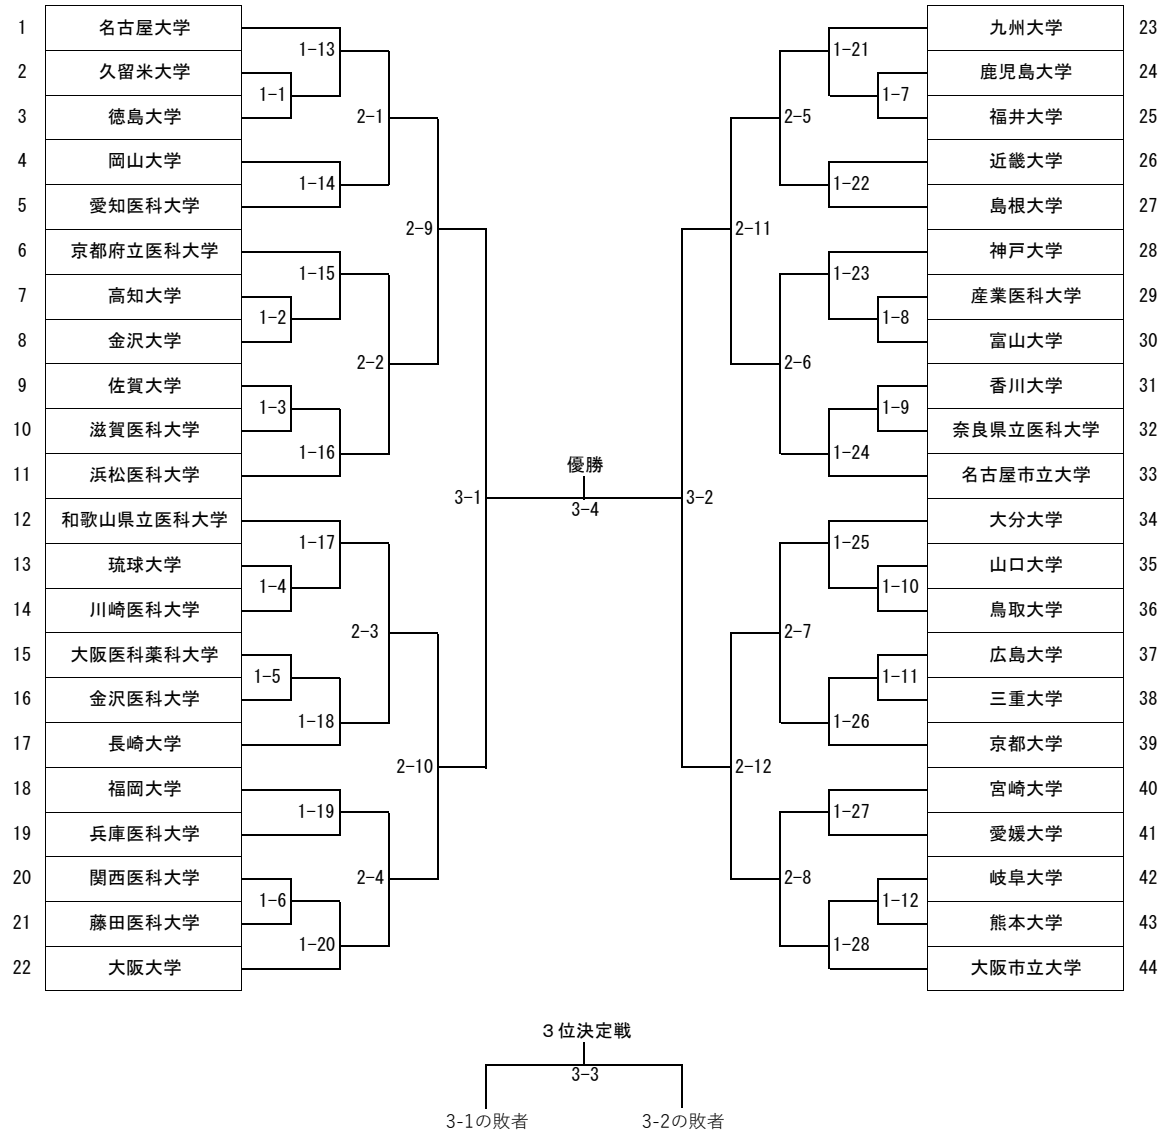 1 名古屋大学 九州大学 23
1-13 1-21
2 久留米大学 鹿児島大学 24
1-1 1-7
3 徳島大学 2-1 2-5 福井大学 25
4 岡山大学 近畿大学 26
1-14 1-22
5 愛知医科大学 島根大学 27
2-9 2-11
6 京都府立医科大学 神戸大学 28
1-15 1-23
7 高知大学 産業医科大学 29
1-2 1-8
8 金沢大学 富山大学 30
2-2 2-6
9 佐賀大学 香川大学 31
1-3 1-9
10 滋賀医科大学 奈良県立医科大学 32
1-16 1-24
優勝
11 浜松医科大学 名古屋市立大学 33
3-1 3-2
3-4
12 和歌山県立医科大学 大分大学 34
1-17 1-25
13 琉球大学 山口大学 35
1-4 1-10
14 川崎医科大学 鳥取大学 36
2-3 2-7
15 大阪医科薬科大学 広島大学 37
1-5 1-11
16 金沢医科大学 三重大学 38
1-18 1-26
17 長崎大学 京都大学 39
2-10 2-12
18 福岡大学 宮崎大学 40
1-19 1-27
19 兵庫医科大学 愛媛大学 41
20 関西医科大学 2-4 2-8 岐阜大学 42
1-6 1-12
21 藤田医科大学 熊本大学 43
1-20 1-28
22 大阪大学 大阪市立大学 44
３位決定戦
3-3
3-1の敗者 3-2の敗者